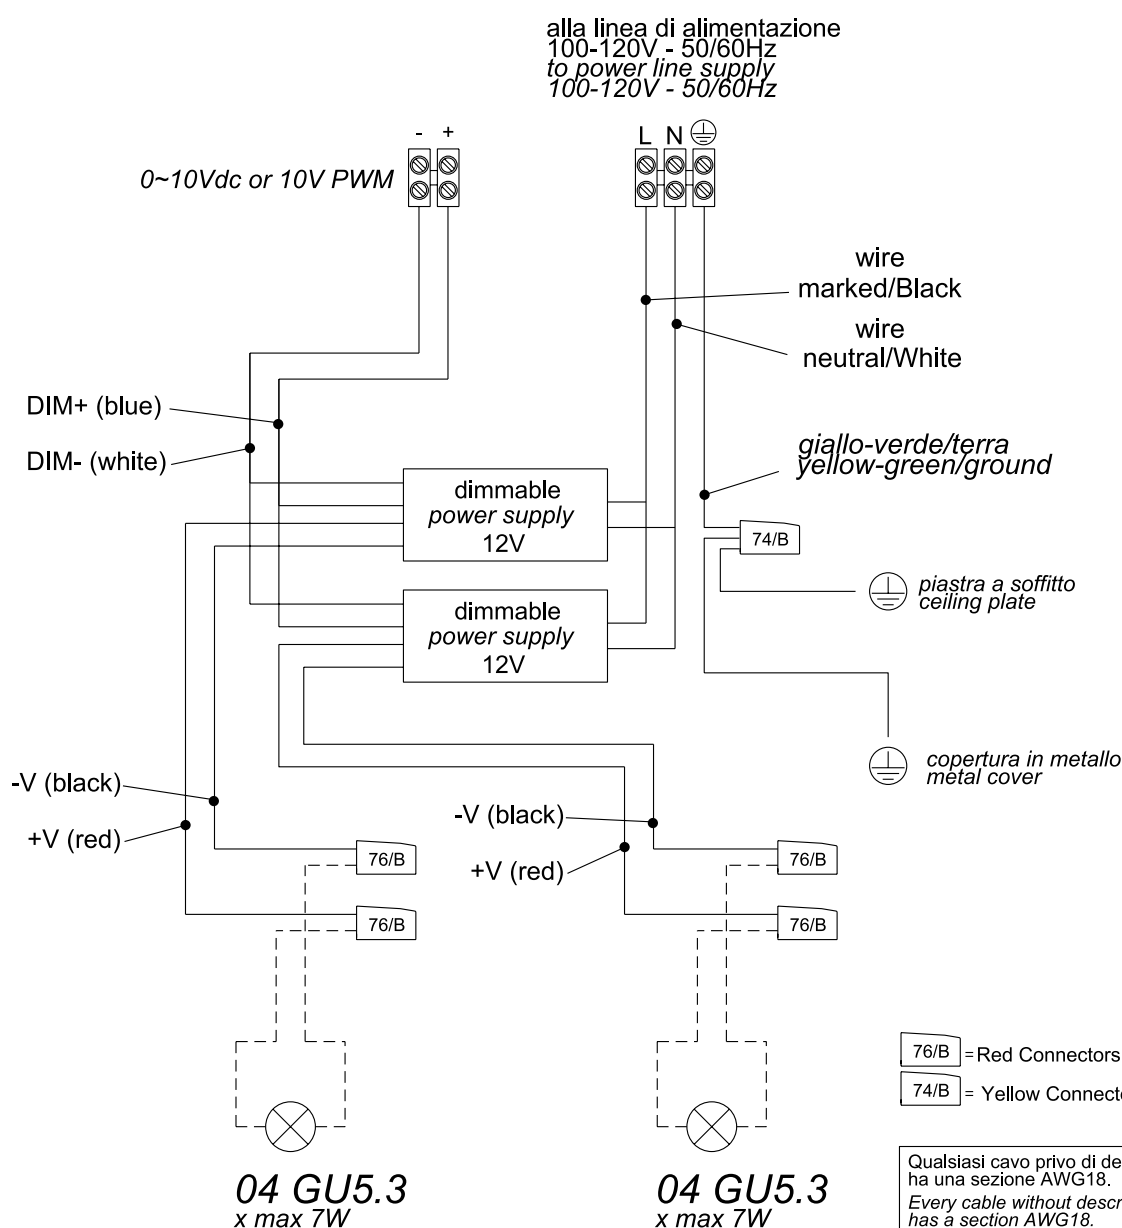 alla linea di alimentazione
100-120V - 50/60Hz
to power line supply
100-120V - 50/60Hz
- +
L N
0~10Vdc or 10V PWM
wire
marked/Black
wire
neutral/White
DIM+ (blue)
DIM- (white)
giallo-verde/terra
yellow-green/ground
dimmable
power supply
12V
74/B
piastra a soffitto
ceiling plate
dimmable
power supply
12V
copertura in metallo
metal cover
-V (black)
+V (red)
-V (black)
+V (red)
76/B
76/B
76/B
76/B
76/B = Red Connectors
74/B = Yellow
04 GU5.3
x max 7W
04 GU5.3
x max 7W
Qualsiasi cavo privo di
ha una sezione AWG18.
Every cable without
has a section AWG18.